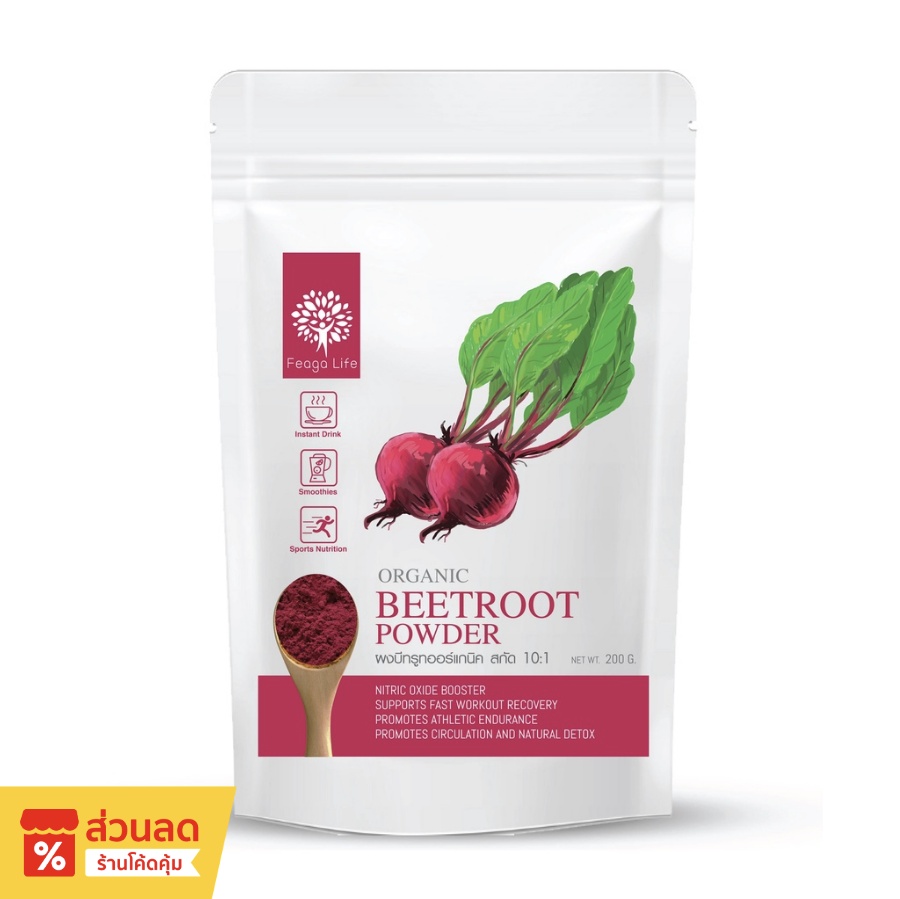 Feaga Life
Instant Drink
Smoothies
Sports Nutrition
ORGANIC
BEETROOT
POWDER
ผงบีทรูทออร์แกนิค สกัด 10:1 NET WT. 200 G.
NITRIC OXIDE BOOSTER
SUPPORTS FAST WORKOUT RECOVERY
PROMOTES ATHLETIC ENDURANCE
PROMOTES CIRCULATION AND NATURAL DETOX
%
ส่วนลด
ร้านโค้ดคุ้ม